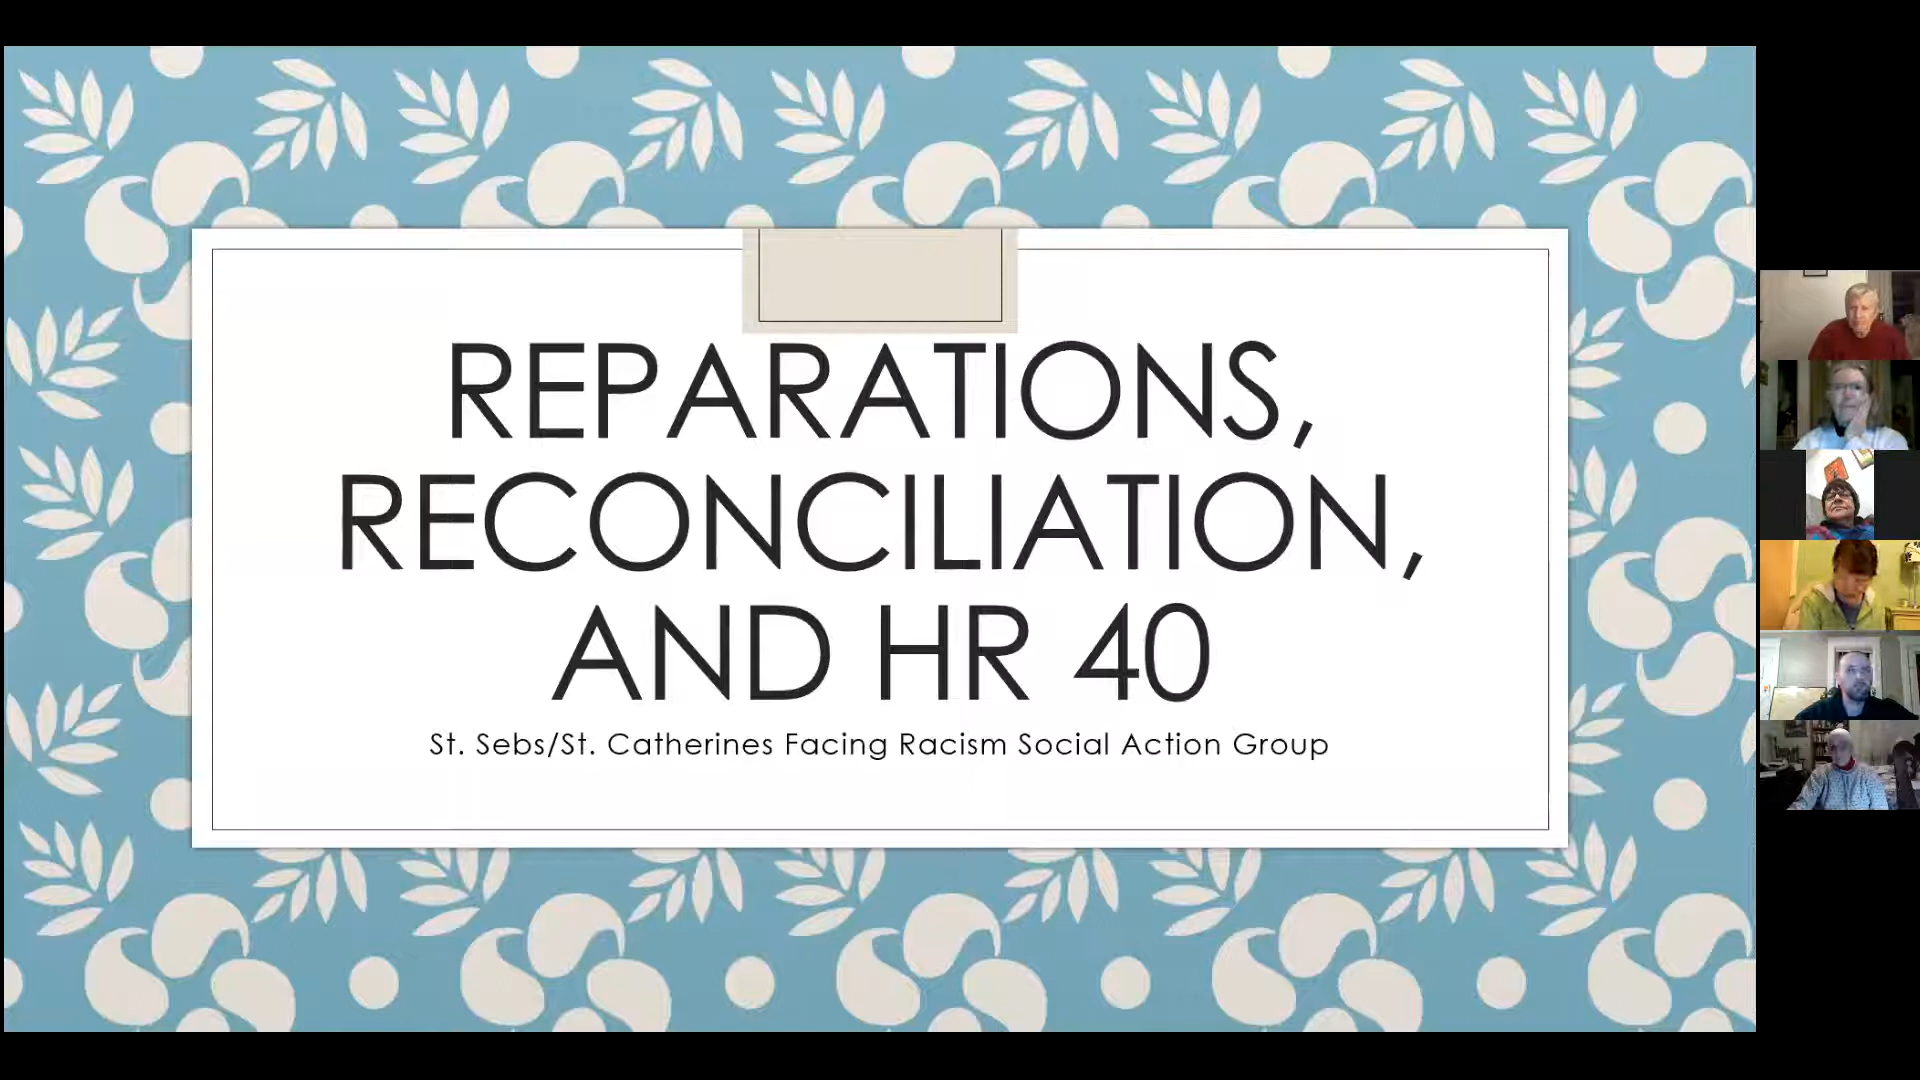 REPARATIONS,
RECONCILIATION,
AND HR 40
St. Sebs/St. Catherines Facing Racism Social Action Group